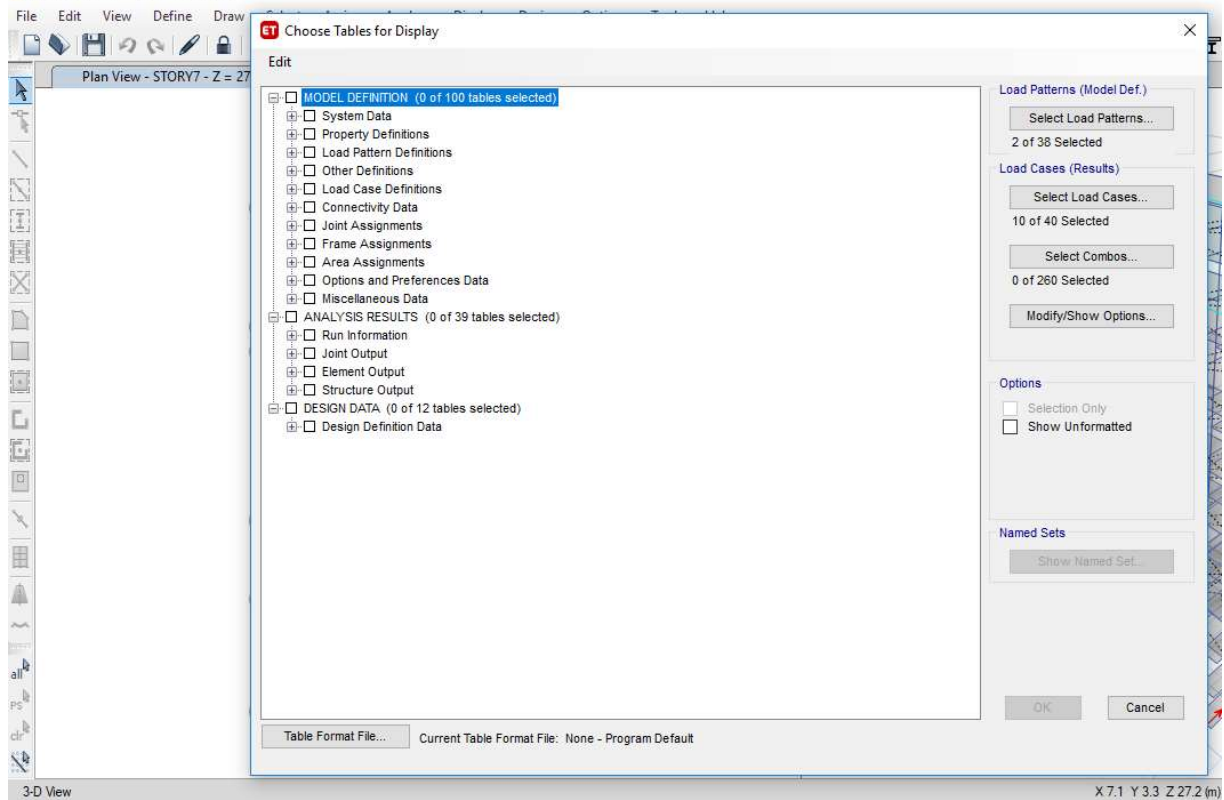 File Edit View Define Draw
ET Choose Tables for Display
Edit
Plan View - STORY7 - Z = 27
MODEL DEFINITION (0 of 100 tables selected)
System Data
Property Definitions
Load Pattern Definitions
Other Definitions
Load Case Definitions
Connectivity Data
Joint Assignments
Frame Assignments
Area Assignments
Options and Preferences Data
Miscellaneous Data
ANALYSIS RESULTS (0 of 39 tables selected)
Run Information
Joint Output
Element Output
Structure Output
DESIGN DATA (0 of 12 tables selected)
Design Definition Data
Load Patterns (Model Def.)
Select Load Patterns...
2 of 38 Selected
Load Cases (Results)
Select Load Cases...
10 of 40 Selected
Select Combos...
0 of 260 Selected
Modify/Show Options...
Options
Selection Only
Show Unformatted
Named Sets
Show Named Set...
OK Cancel
Table Format File... Current Table Format File: None - Program Default
all
PS
clr
3-D View X 7.1 Y 3.3 Z 27.2 (m)